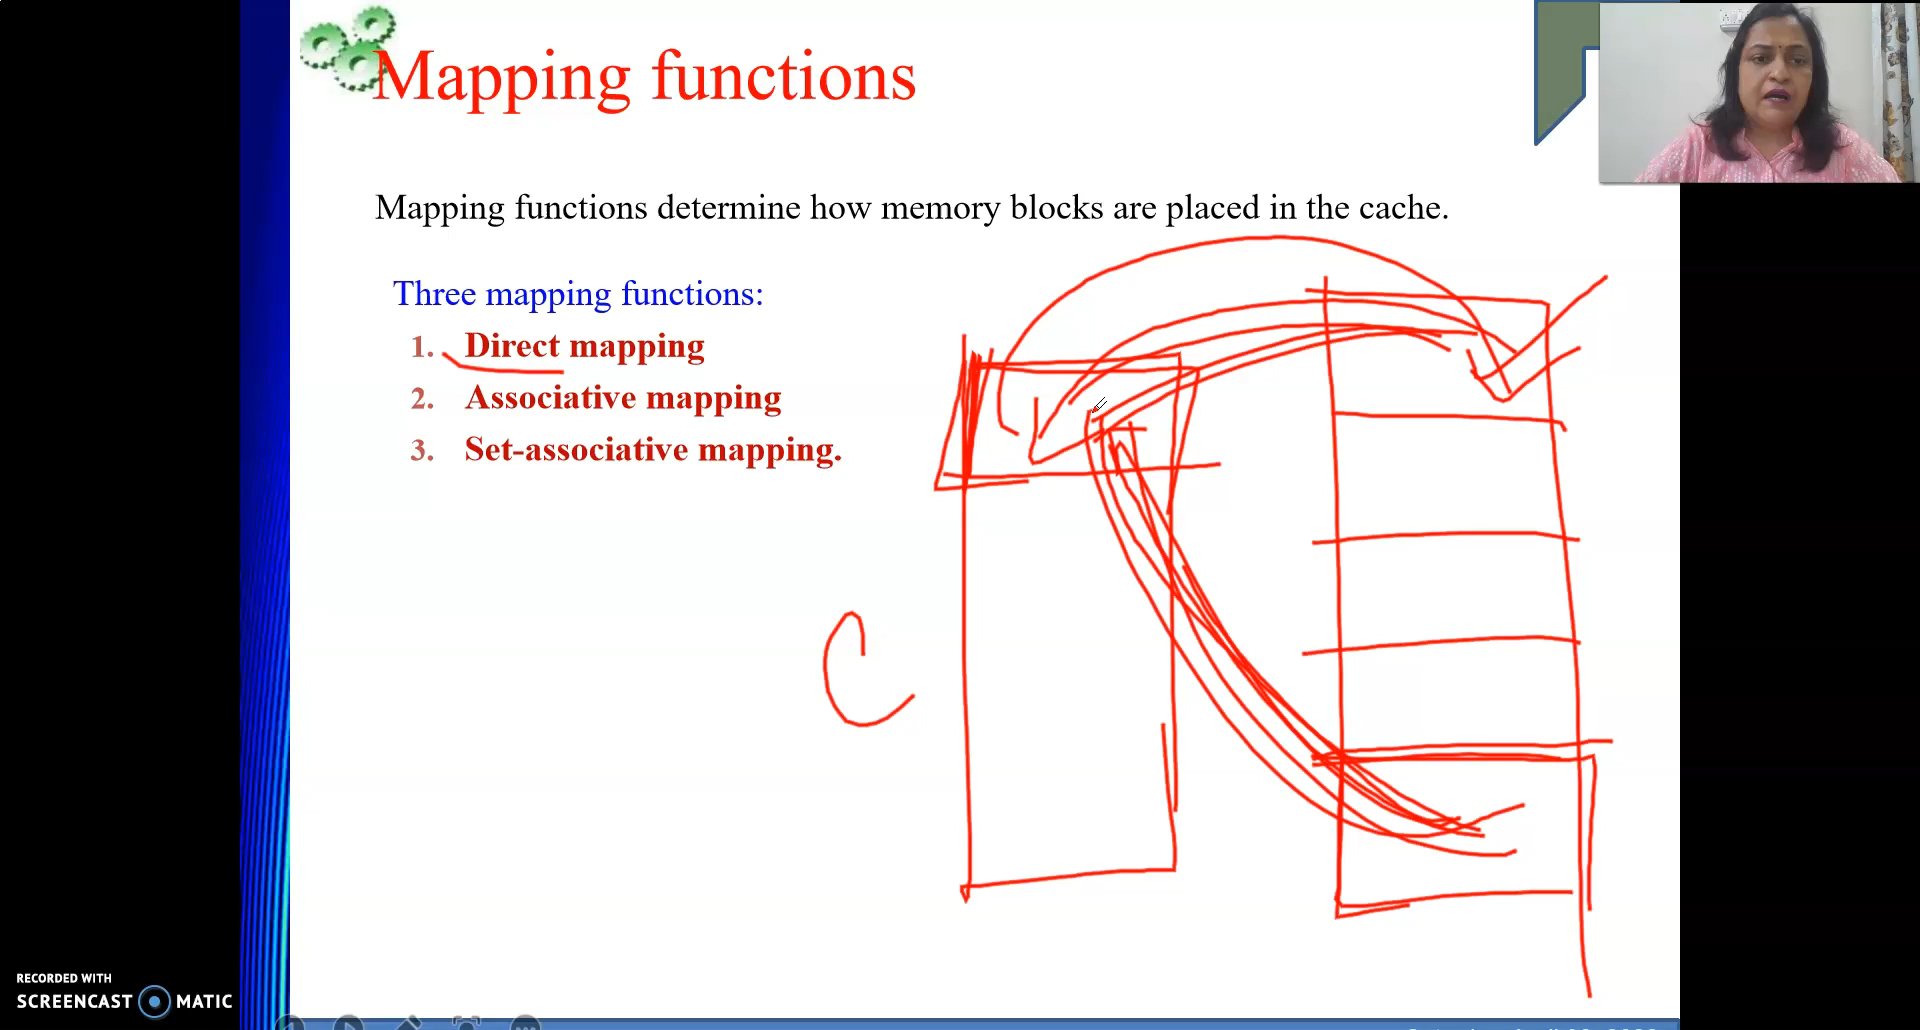 Mapping functions
Mapping functions determine how memory blocks are placed in the cache.
Three mapping functions:
1. Direct mapping
2. Associative mapping
3. Set-associative mapping.
C
RECORDED WITH
SCREENCAST MATIC